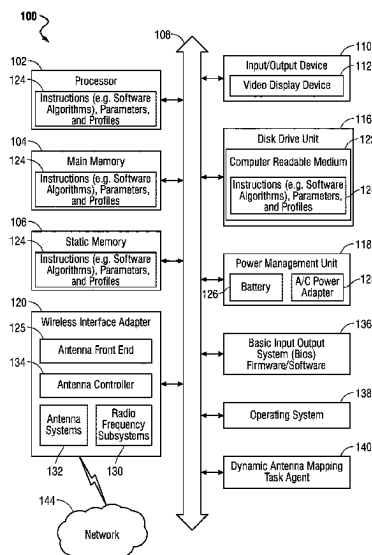 100
108
102
Processor
124
Instructions (e.g. Software
Algorithms), Parameters,
and Profiles
104
Main Memory
124
Instructions (e.g. Software
Algorithms), Parameters,
and Profiles
106
Static Memory
124
Instructions (e.g. Software
Algorithms), Parameters,
and Profiles
120
Wireless Interface Adapter
125
Antenna Front End
134
Antenna Controller
Antenna
Systems
Radio
Frequency
Subsystems
132
130
144
Network
110
Input/Output Device
112
Video Display Device
116
Disk Drive Unit
122
Computer Readable Medium
Instructions (e.g. Software
Algorithms), Parameters,
and Profiles
118
Power Management Unit
Battery
A/C Power
Adapter
126
136
Basic Input Output
System (Bios)
Firmware/Software
138
Operating System
140
Dynamic Antenna Mapping
Task Agent